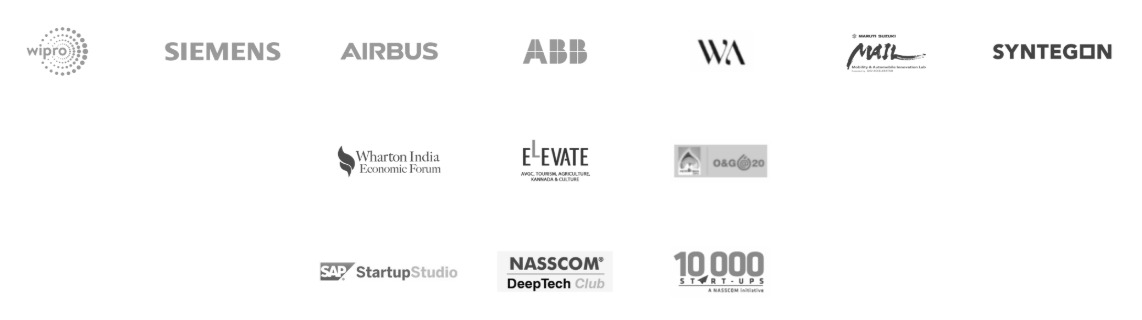 wipro
SIEMENS
AIRBUS
ABB
WA
MARUTI SUZUKI
MAIL
Mobility & Automobile Innovation Lab
SYNTEGON
Wharton India
Economic Forum
ELEVATE
AVGC, TOURISM, AGRICULTURE,
KANNADA & CULTURE
O&G 20
SAP StartupStudio
NASSCOM®
DeepTech Club
10 000
START-UPS
A NASSCOM initiative